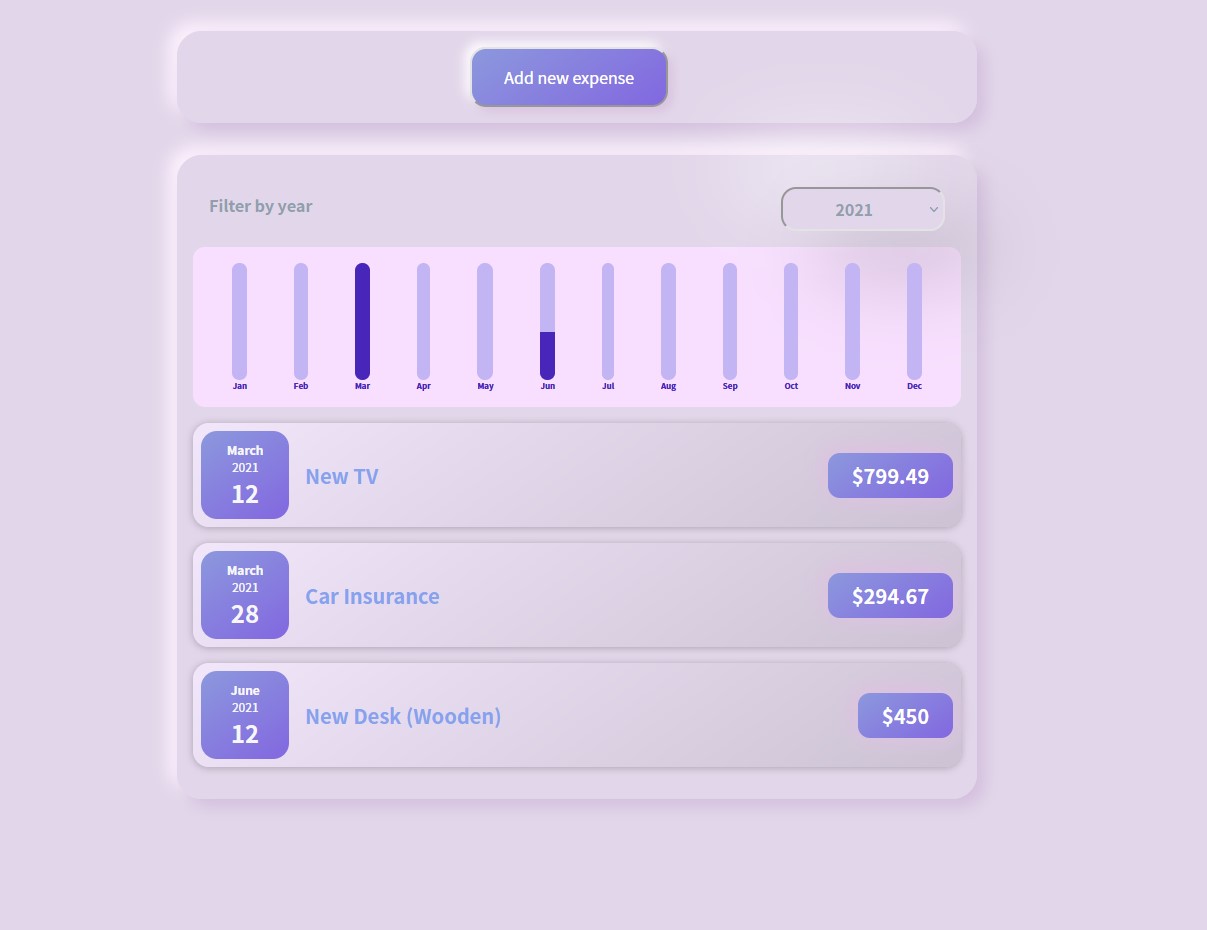 Add new expense
Filter by year
2021
Jan Feb Mar Apr May Jun Jul Aug Sep Oct Nov Dec
March
2021
12
New TV
$799.49
March
2021
28
Car Insurance
$294.67
June
2021
12
New Desk (Wooden)
$450